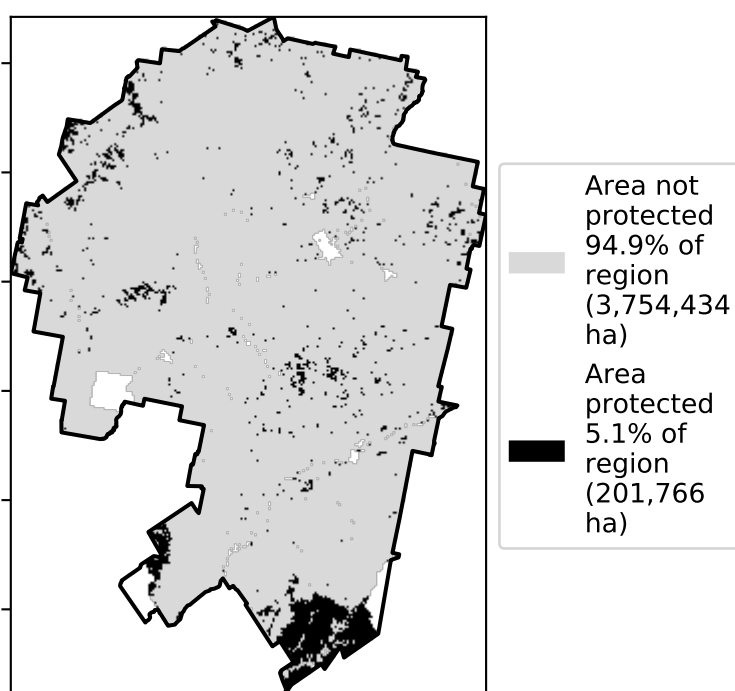 Area not
protected
94.9% of
region
(3,754,434
ha)
Area
protected
5.1% of
region
(201,766
ha)